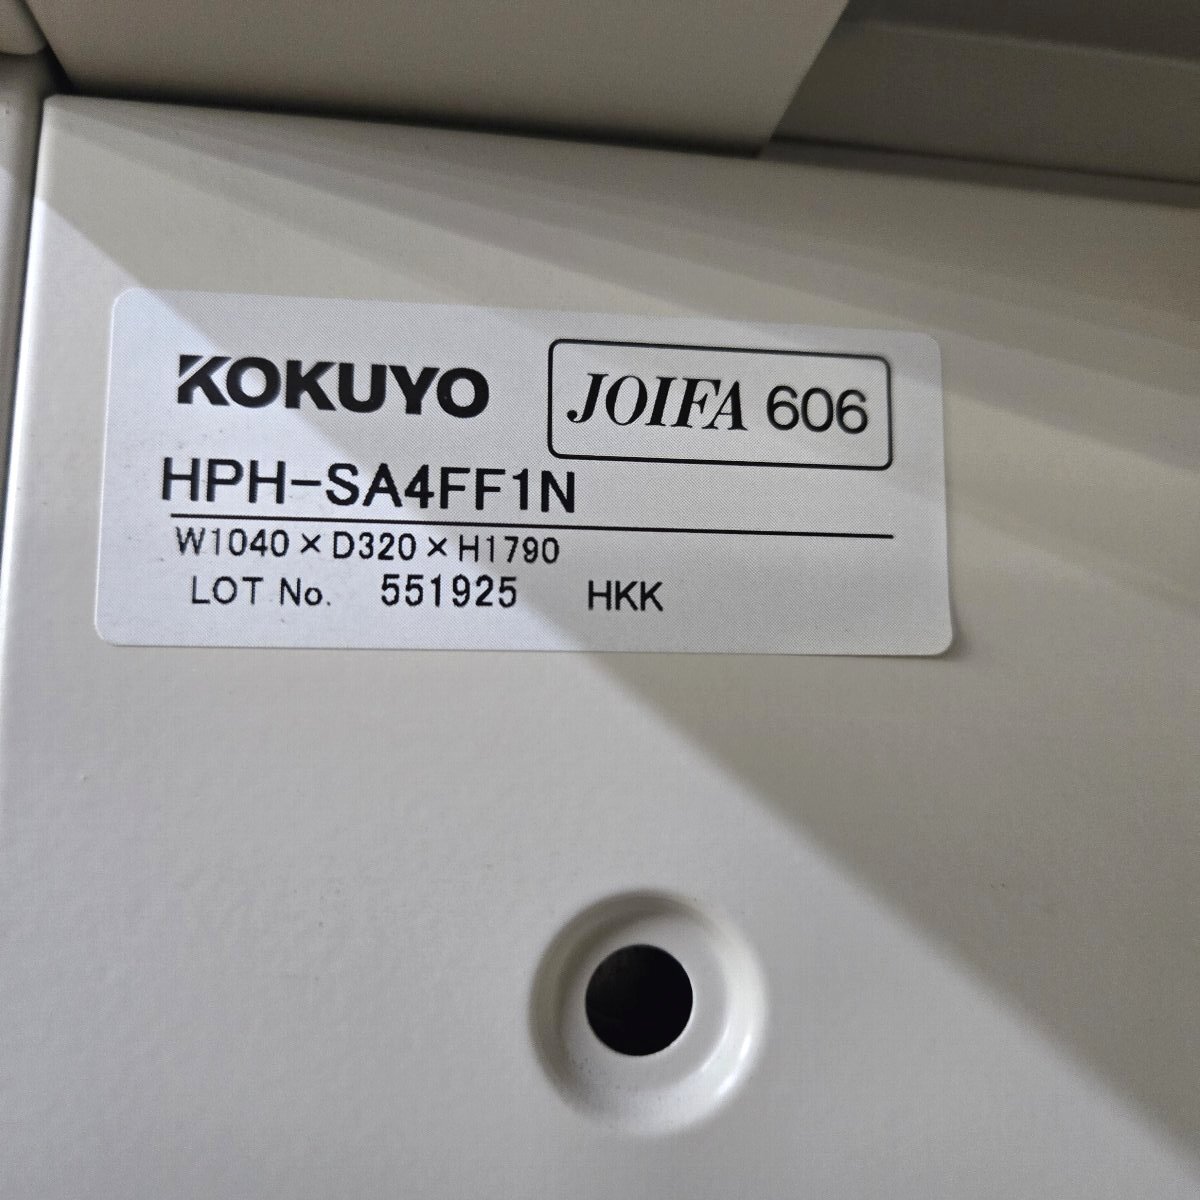 KOKUYO JOIFA 606
HPH-SA4FF1N
W1040×D320×H1790
LOT No. 551925 HKK